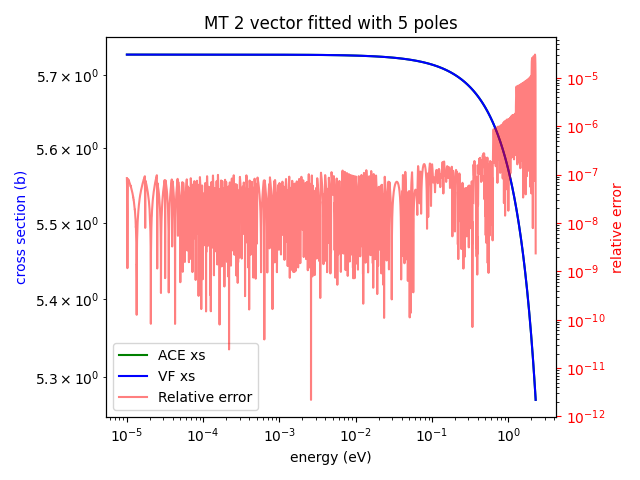 MT 2 vector fitted with 5 poles
cross section (b)
5.7 × 10⁰
5.6 × 10⁰
5.5 × 10⁰
5.4 × 10⁰
5.3 × 10⁰
ACE xs
VF xs
Relative error
10⁻⁵ 10⁻⁴ 10⁻³ 10⁻² 10⁻¹ 10⁰
energy (eV)
10⁻⁵
10⁻⁶
10⁻⁷
10⁻⁸
10⁻⁹
10⁻¹⁰
10⁻¹¹
10⁻¹²
relative error